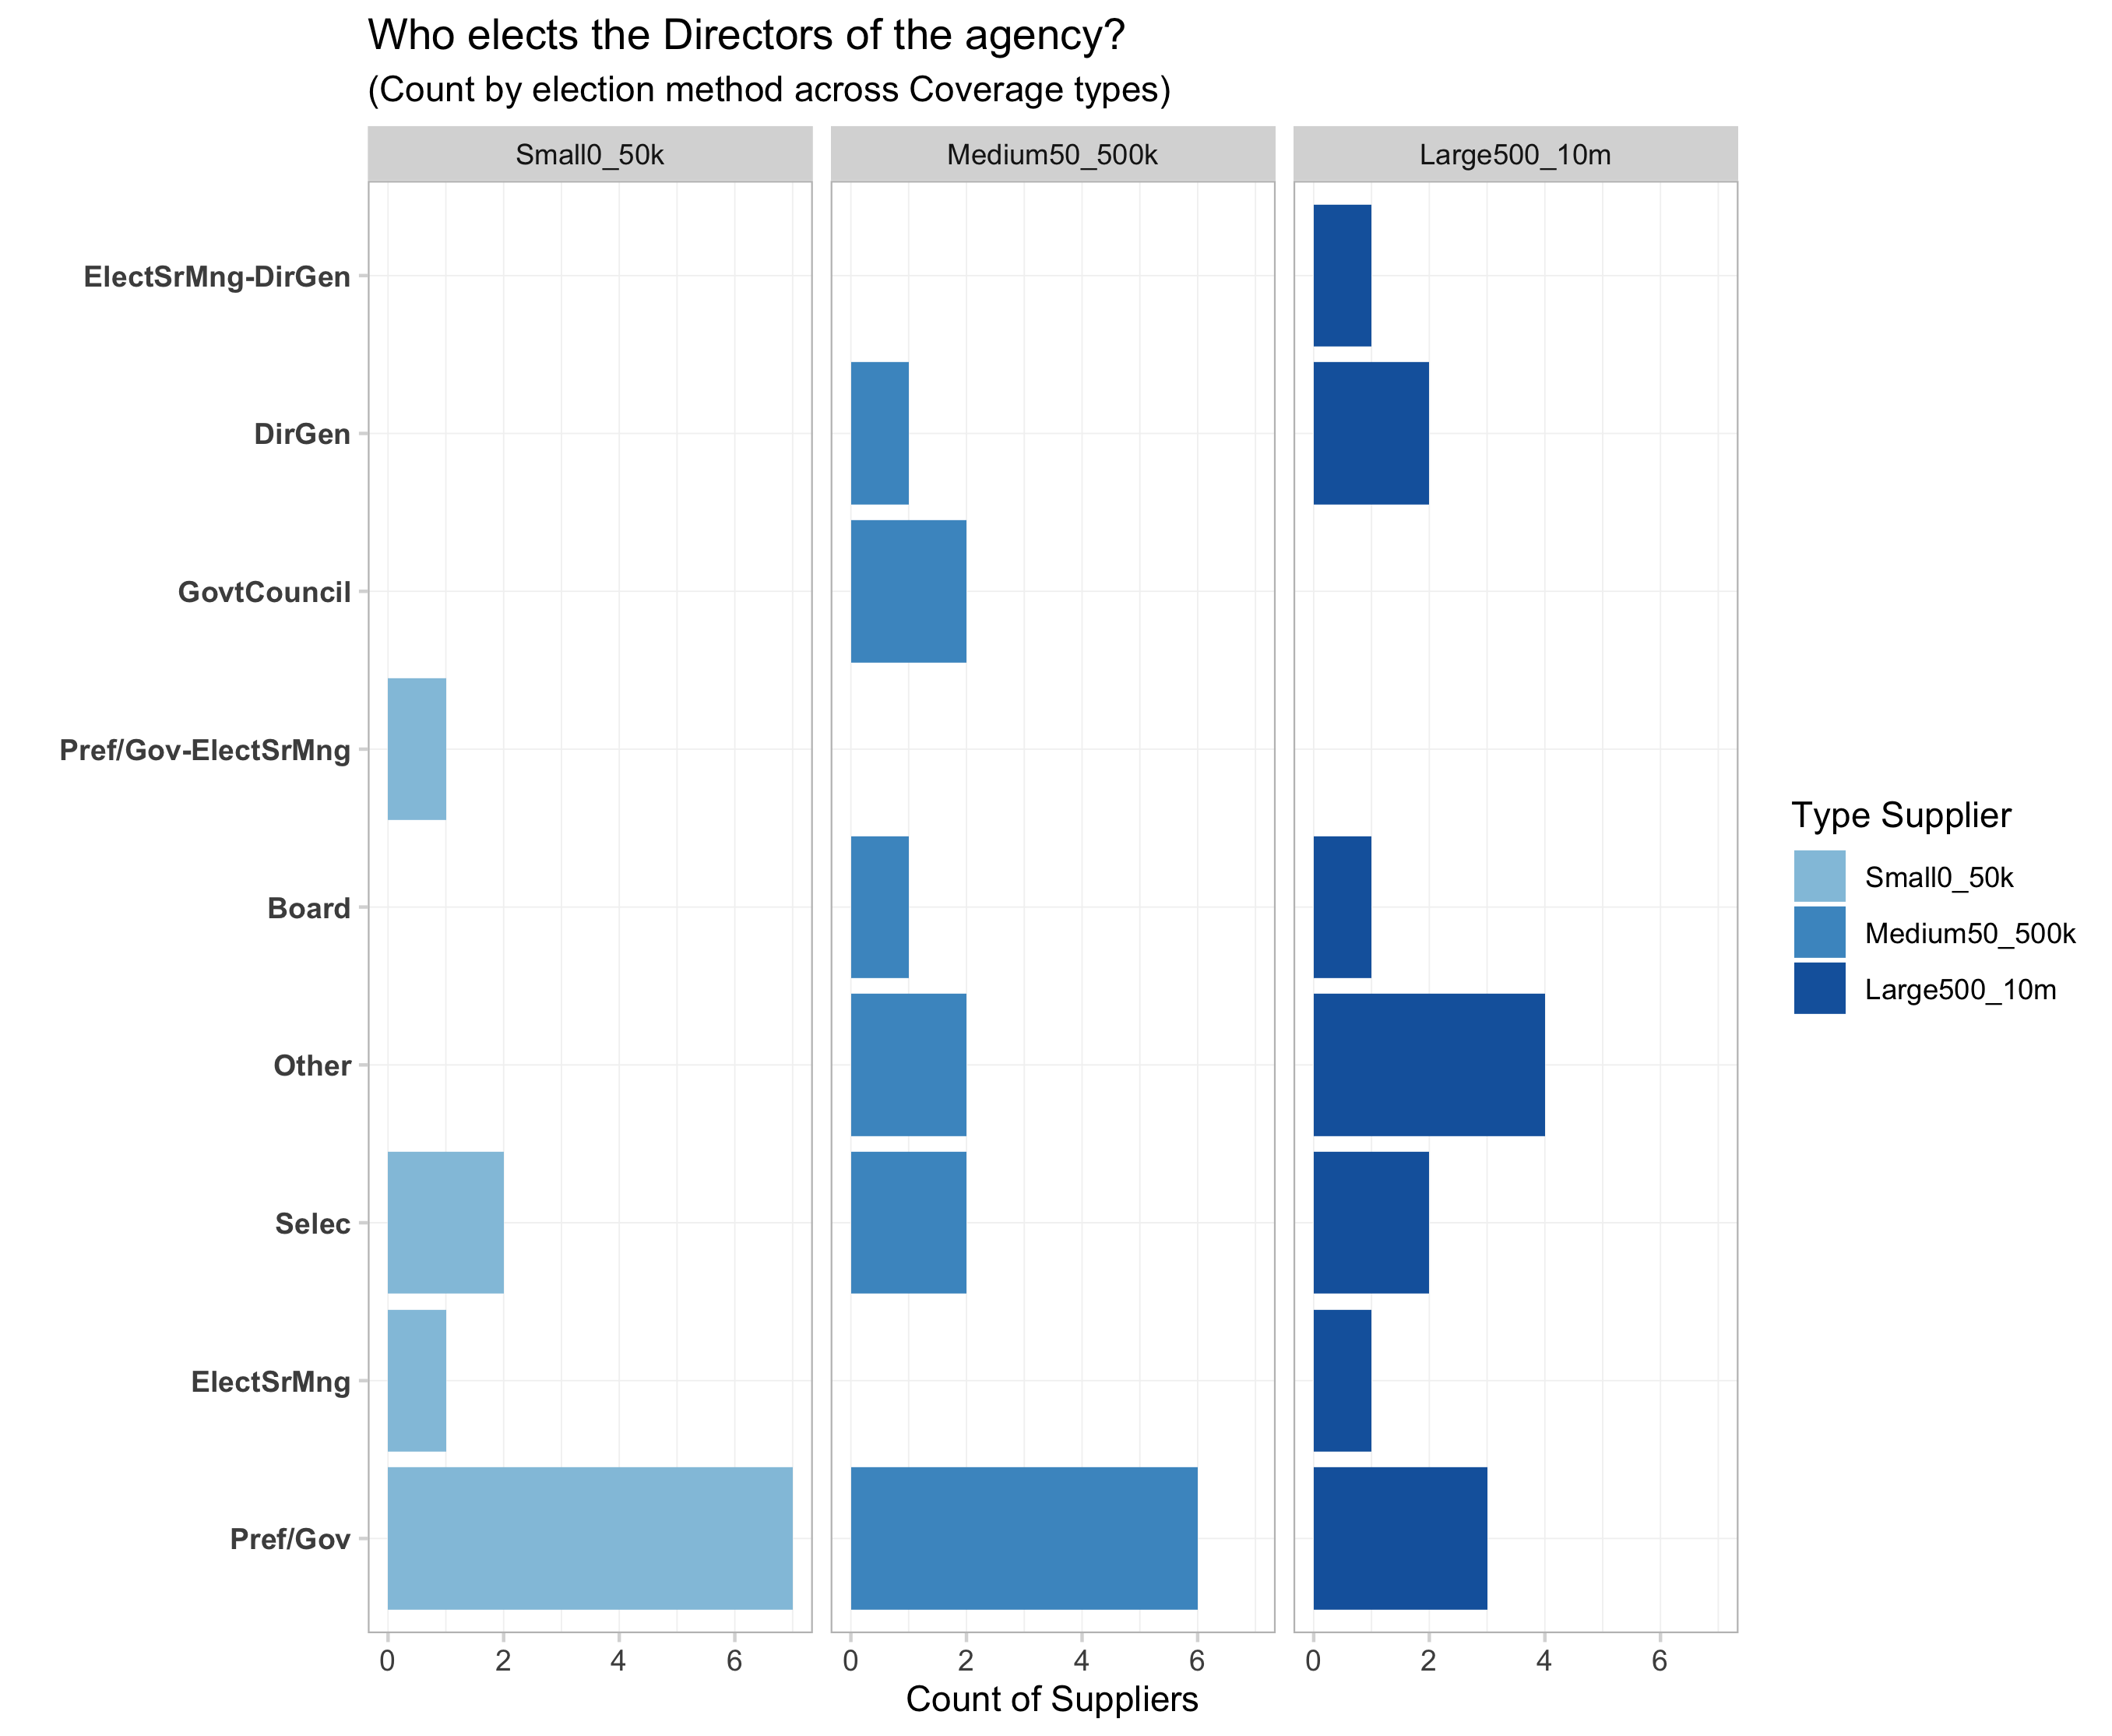 Who elects the Directors of the agency?
(Count by election method across Coverage types)
Small0_50k
Medium50_500k
Large500_10m
ElectSrMng-DirGen
DirGen
GovtCouncil
Pref/Gov-ElectSrMng
Board
Other
Selec
ElectSrMng
Pref/Gov
0 2 4 6
0 2 4 6
0 2 4 6
Count of Suppliers
Type Supplier
Small0_50k
Medium50_500k
Large500_10m